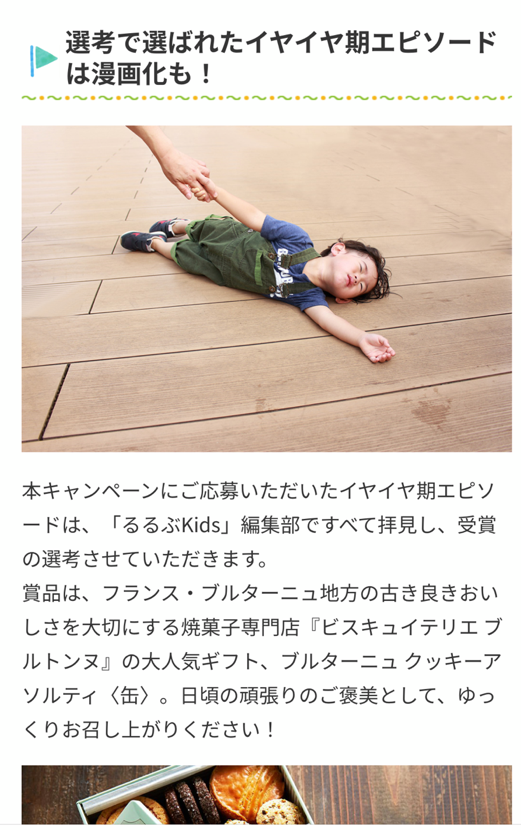 選考で選ばれたイヤイヤ期エピソード
は漫画化も！
本キャンペーンにご応募いただいたイヤイヤ期エピソ
ードは、「るるぶKids」編集部ですべて拝見し、受賞
の選考させていただきます。
賞品は、フランス・ブルターニュ地方の古き良きおい
しさを大切にする焼菓子専門店『ビスキュイテリエ ブ
ルトンヌ』の大人気ギフト、ブルターニュ クッキーア
ソルティ〈缶〉。日頃の頑張りのご褒美として、ゆっ
くりお召し上がりください！